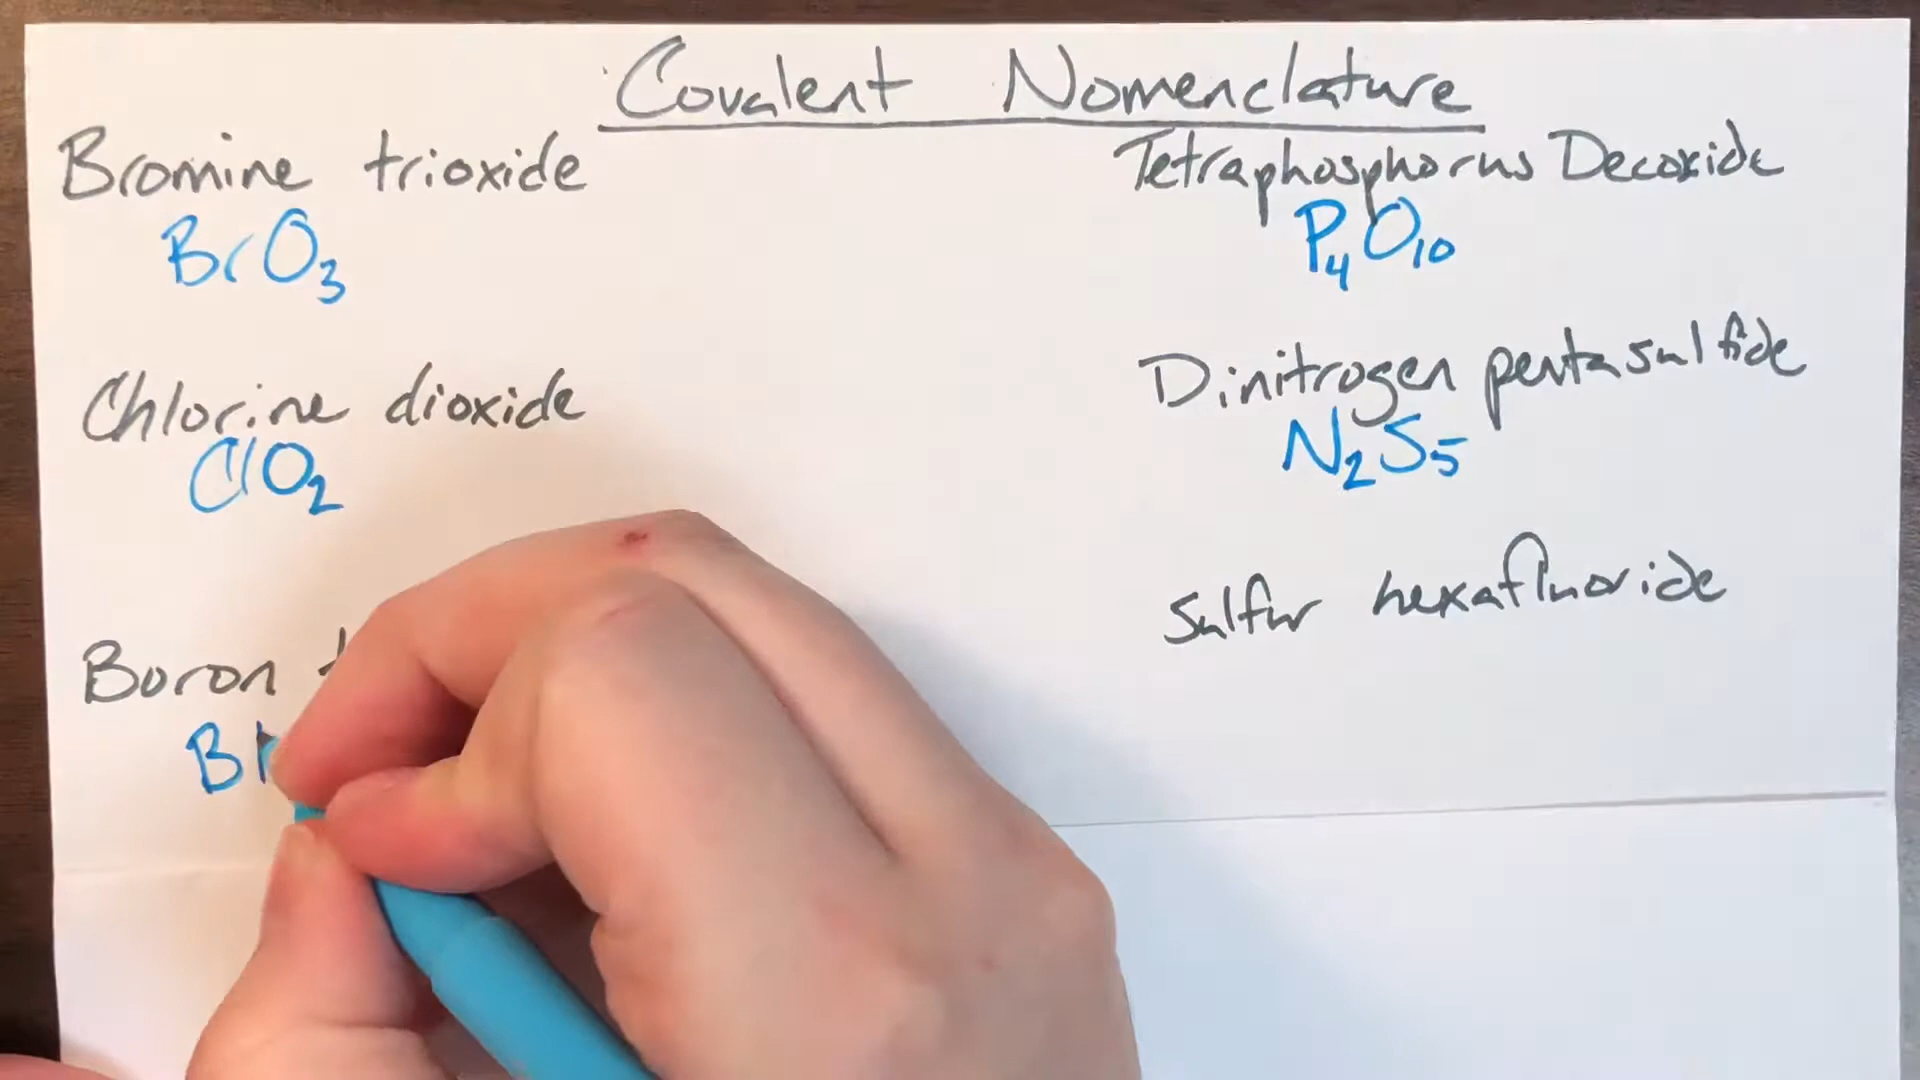 Covalent Nomenclature
Bromine trioxide
BrO₃
Chlorine dioxide
ClO₂
Boron
B
Tetraphosphorus Decoxide
P₄O₁₀
Dinitrogen pentasulfide
N₂S₅
Sulfur hexafluoride